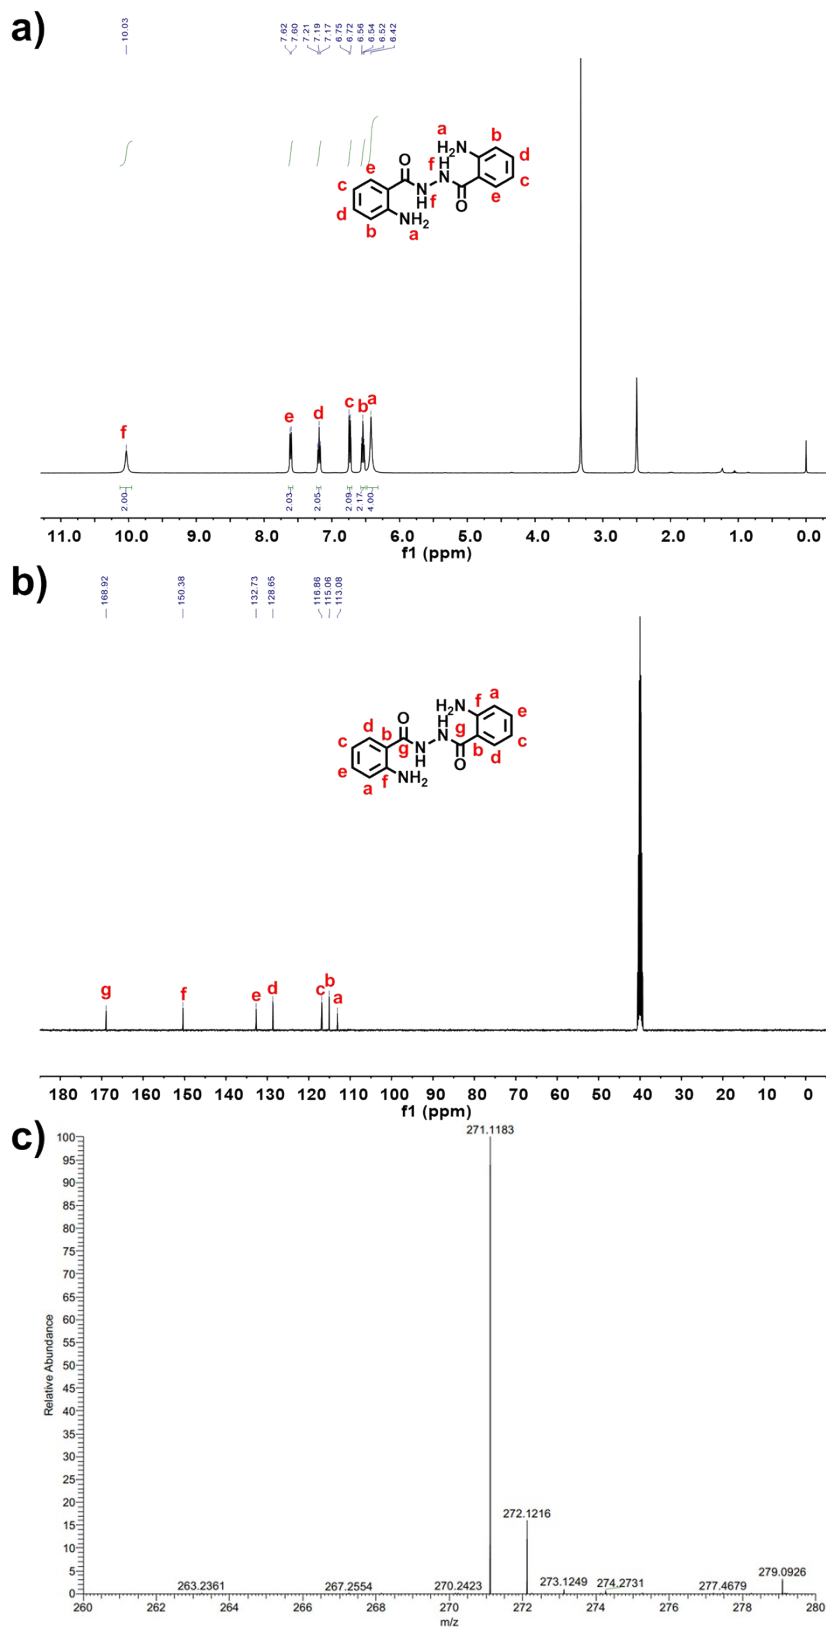 a)
10.03
7.62
7.60
7.21
7.19
7.17
6.75
6.72
6.56
6.54
6.52
6.42
a
H2N
b
O
f
H
d
e
N
N
c
c
N
H
f
e
d
O
b
NH2
a
f
e
d
c
b
a
2.00
2.03
2.05
2.09
2.17
4.00
11.0 10.0 9.0 8.0 7.0 6.0 5.0 4.0 3.0 2.0 1.0 0.0
f1 (ppm)
b)
168.92
150.38
132.73
128.65
116.86
115.06
113.08
H2N
f
a
O
H
e
d
b
N
g
c
c
g
N
H
b
d
e
O
a
f
NH2
g
f
e
d
c
b
a
180 170 160 150 140 130 120 110 100 90 80 70 60 50 40 30 20 10 0
f1 (ppm)
c)
271.1183
100
95
90
85
80
75
70
65
60
55
50
45
40
35
30
25
20
15
10
5
0
Relative Abundance
272.1216
263.2361
267.2554
270.2423
273.1249
274.2731
277.4679
279.0926
260 262 264 266 268 270 272 274 276 278 280
m/z